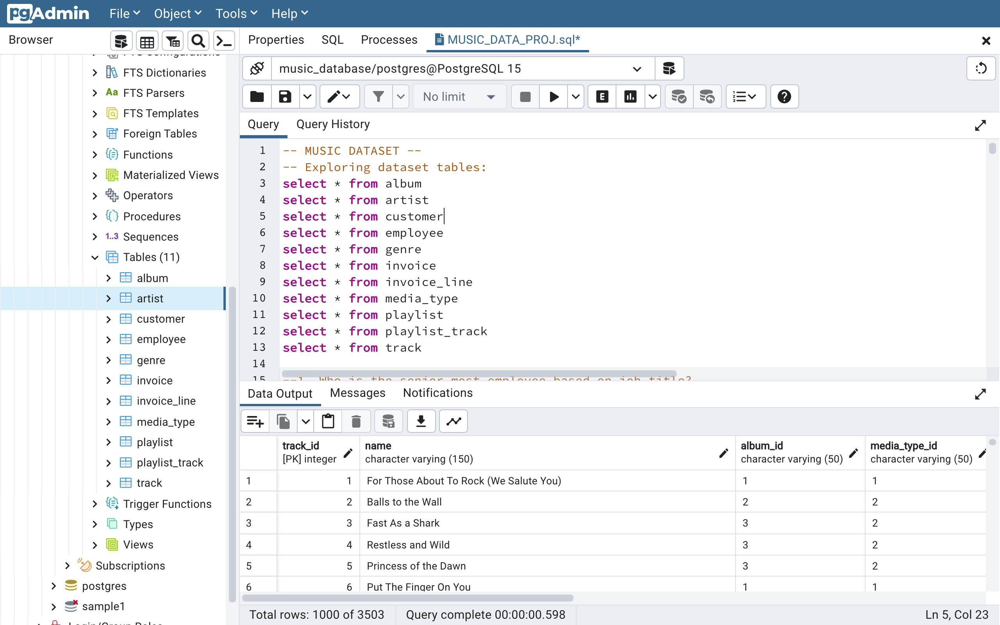 pgAdmin File Object Tools Help
Browser
FTS Configurations
FTS Dictionaries
Aa FTS Parsers
FTS Templates
Foreign Tables
Functions
Materialized Views
Operators
Procedures
1..3 Sequences
Tables (11)
album
artist
customer
employee
genre
invoice
invoice_line
media_type
playlist
playlist_track
track
Trigger Functions
Types
Views
Subscriptions
postgres
sample1
Login/Group Roles
Properties SQL Processes MUSIC_DATA_PROJ.sql*
music_database/postgres@PostgreSQL 15
No limit E
Query Query History
1 -- MUSIC DATASET --
2 -- Exploring dataset tables:
3 select * from album
4 select * from artist
5 select * from customer
6 select * from employee
7 select * from genre
8 select * from invoice
9 select * from invoice_line
10 select * from media_type
11 select * from playlist
12 select * from playlist_track
13 select * from track
14
15 --1. Who is the senior most employee based on job title?
Data Output Messages Notifications
track_id name album_id media_type_id
[PK] integer character varying (150) character varying (50) character varying (50)
1 1 For Those About To Rock (We Salute You) 1 1
2 2 Balls to the Wall 2 2
3 3 Fast As a Shark 3 2
4 4 Restless and Wild 3 2
5 5 Princess of the Dawn 3 2
6 6 Put The Finger On You 1 1
Total rows: 1000 of 3503 Query complete 00:00:00.598 Ln 5, Col 23